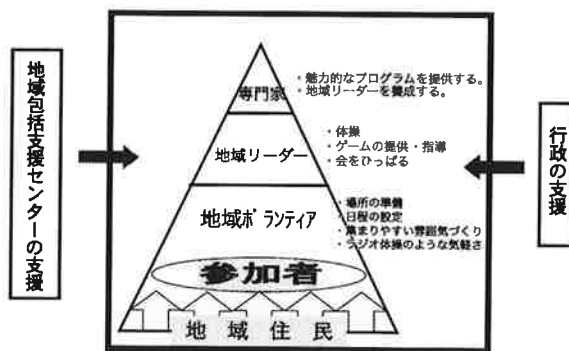 地域包括支援センターの支援
専門家
・魅力的なプログラムを提供する。
・地域リーダーを養成する。
地域リーダー
・体操
・ゲームの提供・指導
・会をひっぱる
地域ボランティア
・場所の準備
・日程の設定
・集まりやすい雰囲気づくり
・ラジオ体操のような気軽さ
参加者
地域住民
行政の支援